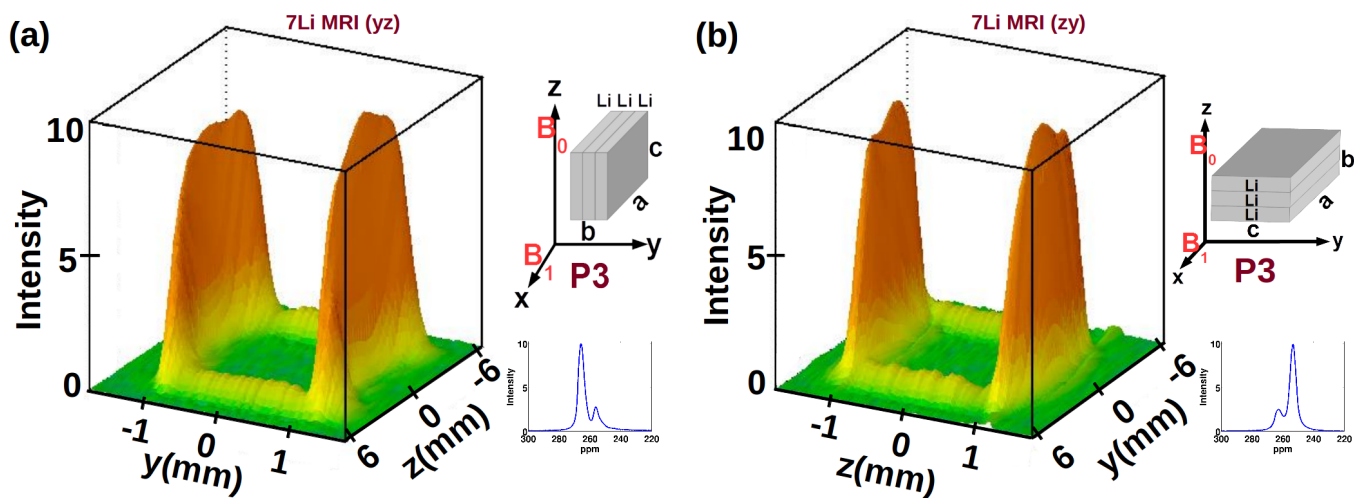 (a)
7Li MRI (yz)
10
5
0
Intensity
-1
0
1
y(mm)
6
0
-6
z(mm)
z
B0
Li Li Li
c
a
b
y
B1
x
P3
10
5
0
Intensity
300 280 260 240 220
ppm
(b)
7Li MRI (zy)
10
5
0
Intensity
-1
0
1
z(mm)
6
0
-6
y(mm)
z
B0
b
Li
Li
Li
a
c
y
B1
x
P3
10
5
0
Intensity
300 280 260 240 220
ppm